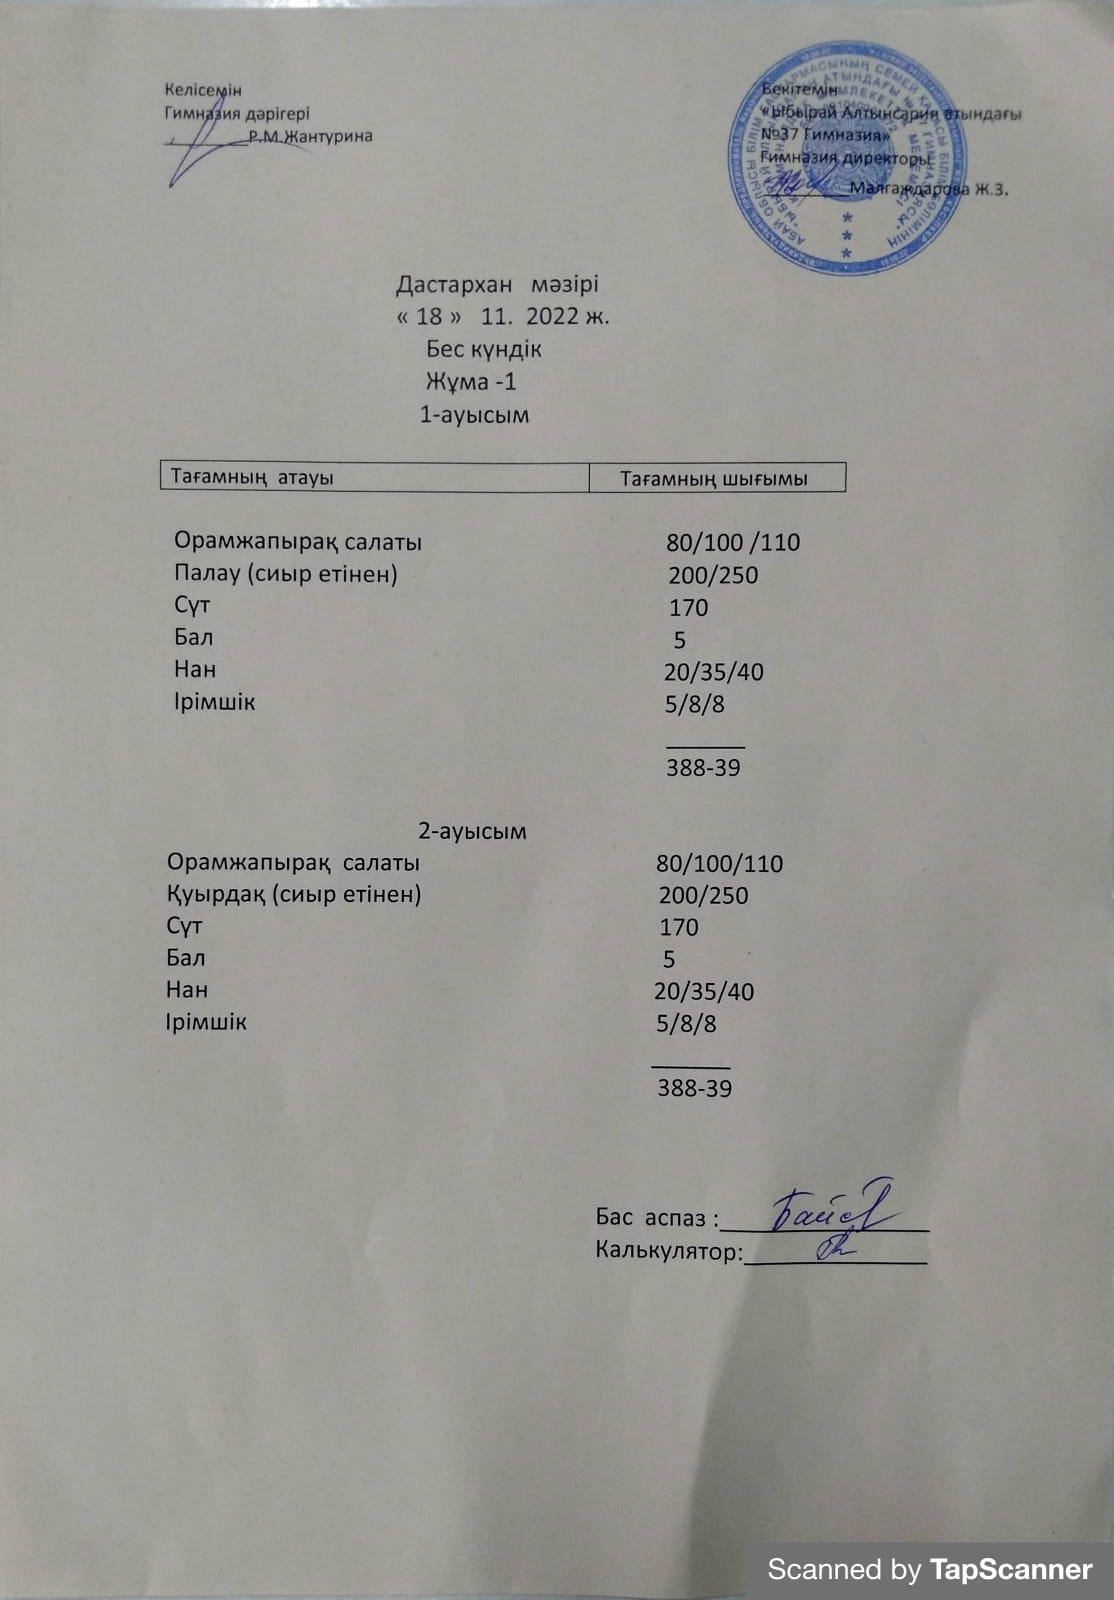 Келісемін
Гимназия дәрігері
Р.М Жантурина
Бекітемін
«Ыбырай Алтынсарин атындағы
№37 Гимназия»
Гимназия директоры
Малгаждарова Ж.З.
Дастархан мәзірі
« 18 » 11. 2022 ж.
Бес күндік
Жұма -1
1-ауысым
Тағамның атауы Тағамның шығымы
Орамжапырақ салаты 80/100 /110
Палау (сиыр етінен) 200/250
Сүт 170
Бал 5
Нан 20/35/40
Ірімшік 5/8/8
388-39
2-ауысым
Орамжапырақ салаты 80/100/110
Қуырдақ (сиыр етінен) 200/250
Сүт 170
Бал 5
Нан 20/35/40
Ірімшік 5/8/8
388-39
Бас аспаз :
Калькулятор:
Scanned by TapScanner